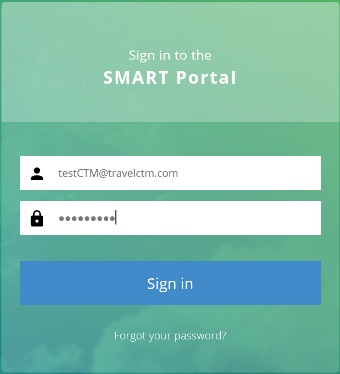 Sign in to the
SMART Portal
testCTM@travelctm.com
●●●●●●●●●
Sign in
Forgot your password?